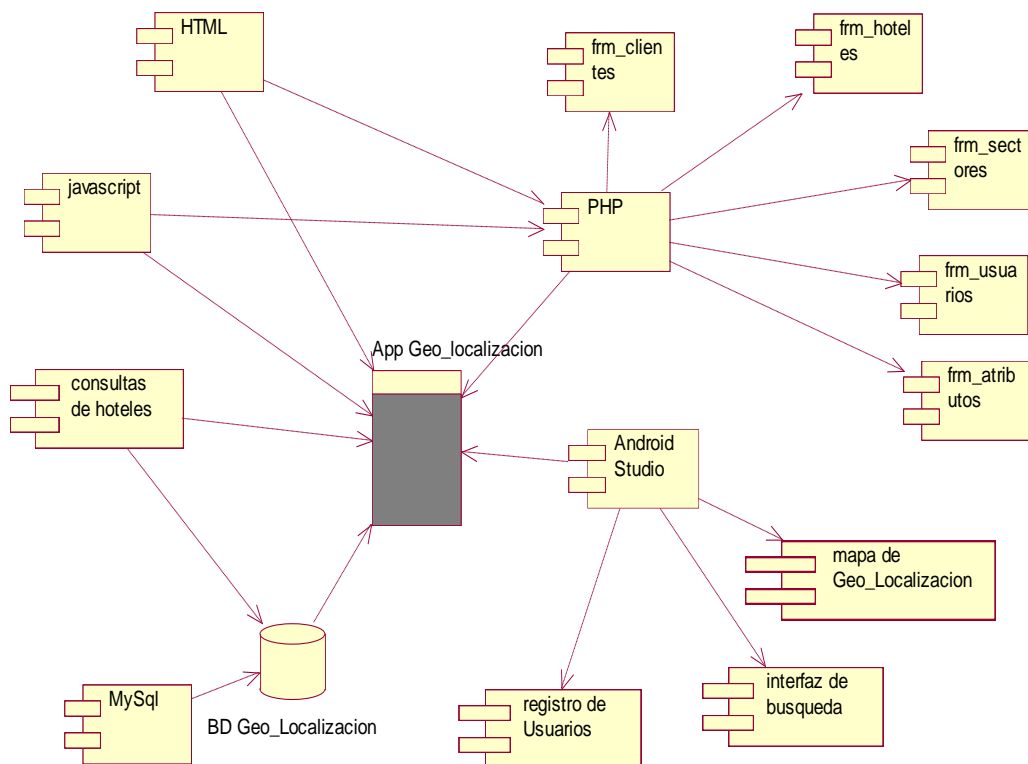 HTML
frm_clien
tes
frm_hotel
es
javascript
PHP
frm_sect
ores
frm_usua
rios
App Geo_localizacion
frm_atrib
utos
consultas
de hoteles
Android
Studio
mapa de
Geo_Localizacion
MySql
BD Geo_Localizacion
registro de
Usuarios
interfaz de
busqueda